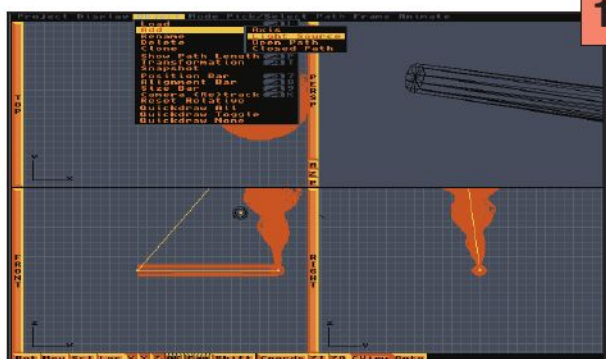 1
Project Display Object Mode Pick/Select Path Frame Animate
Load
Add
Axis
Rename
Light Source
Delete
Open Path
Clone
Closed Path
Show Path Length
Transformation
Snapshot
Position Bar
Alignment Bar
Size Bar
Camera (Re)track
Reset Relative
Quickdraw All
Quickdraw Toggle
Quickdraw None
TOP
PERSP
FRONT
RIGHT
Y
X
Z
X
Z
Y